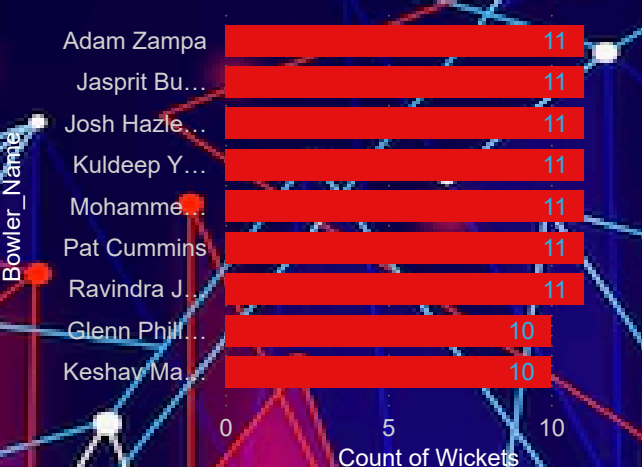 Bowler_Name
Adam Zampa 11
Jasprit Bu… 11
Josh Hazle… 11
Kuldeep Y… 11
Mohamme… 11
Pat Cummins 11
Ravindra J… 11
Glenn Phill… 10
Keshav Ma… 10
0 5 10
Count of Wickets